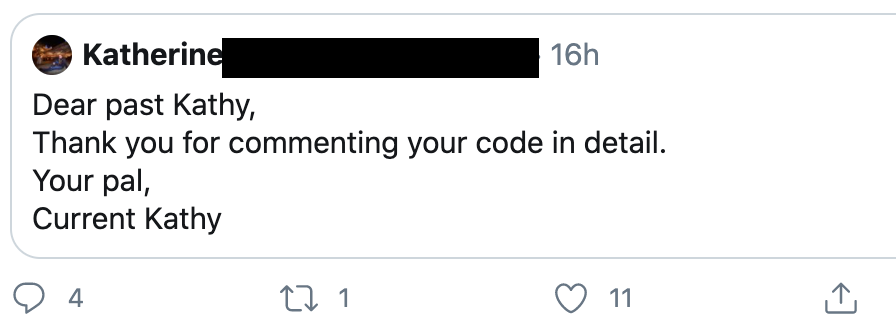 Katherine 16h
Dear past Kathy,
Thank you for commenting your code in detail.
Your pal,
Current Kathy
4 1 11